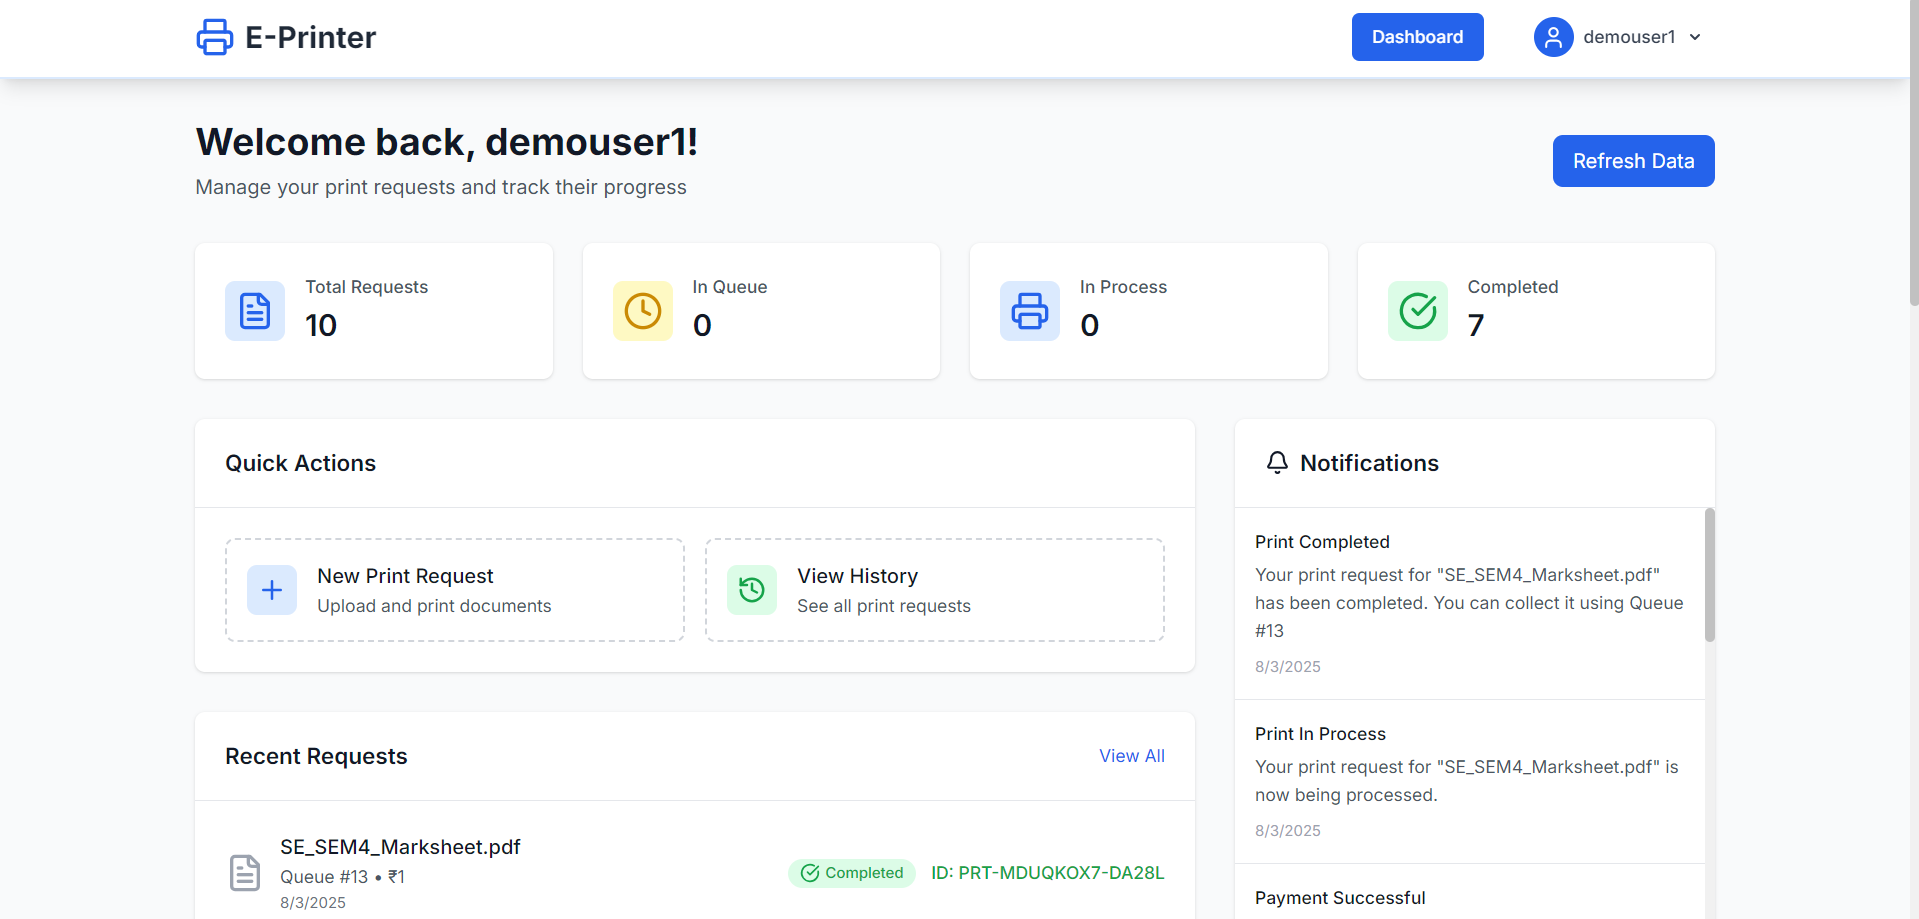 E-Printer
Dashboard
demouser1
Welcome back, demouser1!
Manage your print requests and track their progress
Refresh Data
Total Requests
10
In Queue
0
In Process
0
Completed
7
Quick Actions
New Print Request
Upload and print documents
View History
See all print requests
Recent Requests
View All
SE_SEM4_Marksheet.pdf
Queue #13 • ₹1
8/3/2025
Completed
ID: PRT-MDUQKOX7-DA28L
Notifications
Print Completed
Your print request for "SE_SEM4_Marksheet.pdf"
has been completed. You can collect it using Queue
#13
8/3/2025
Print In Process
Your print request for "SE_SEM4_Marksheet.pdf" is
now being processed.
8/3/2025
Payment Successful